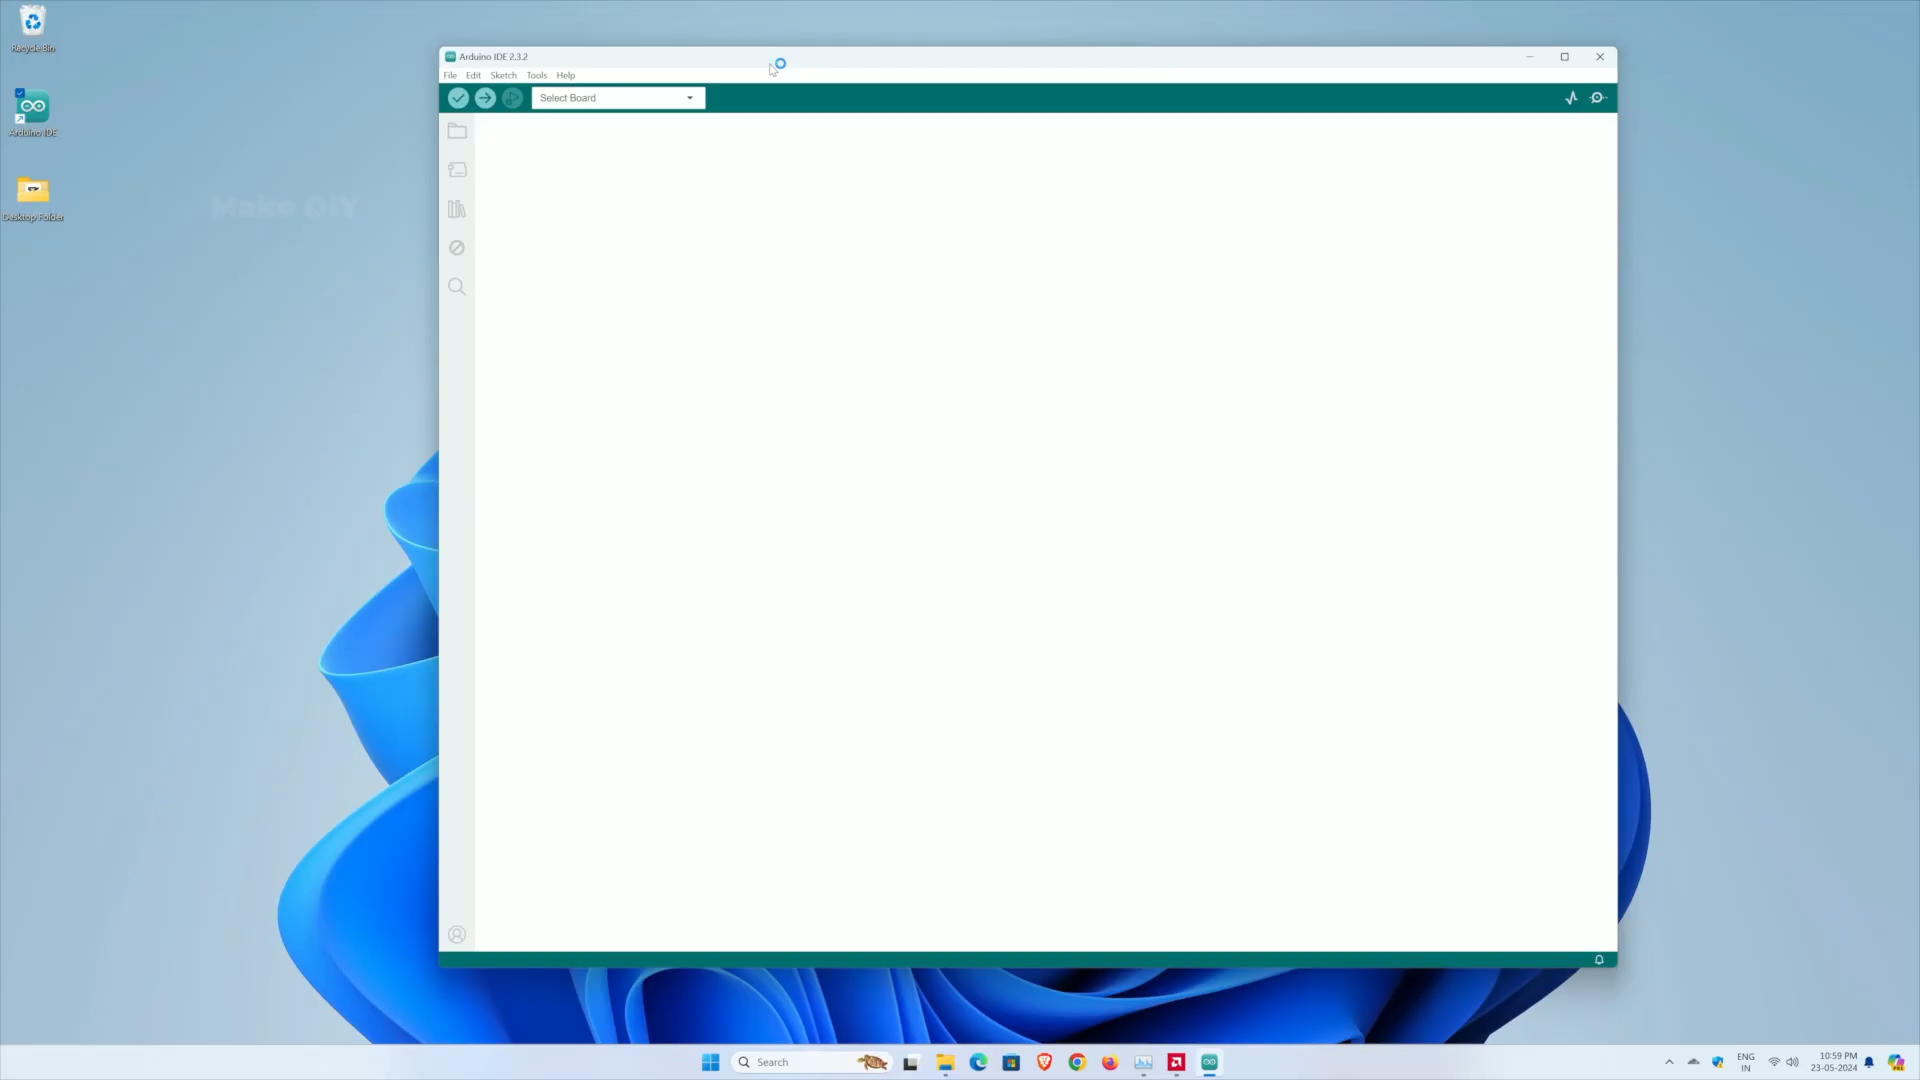 Recycle Bin
Arduino IDE
Desktop Folder
Make DIY
Arduino IDE 2.3.2
File Edit Sketch Tools Help
Select Board
Search
ENG
IN
10:59 PM
23-05-2024